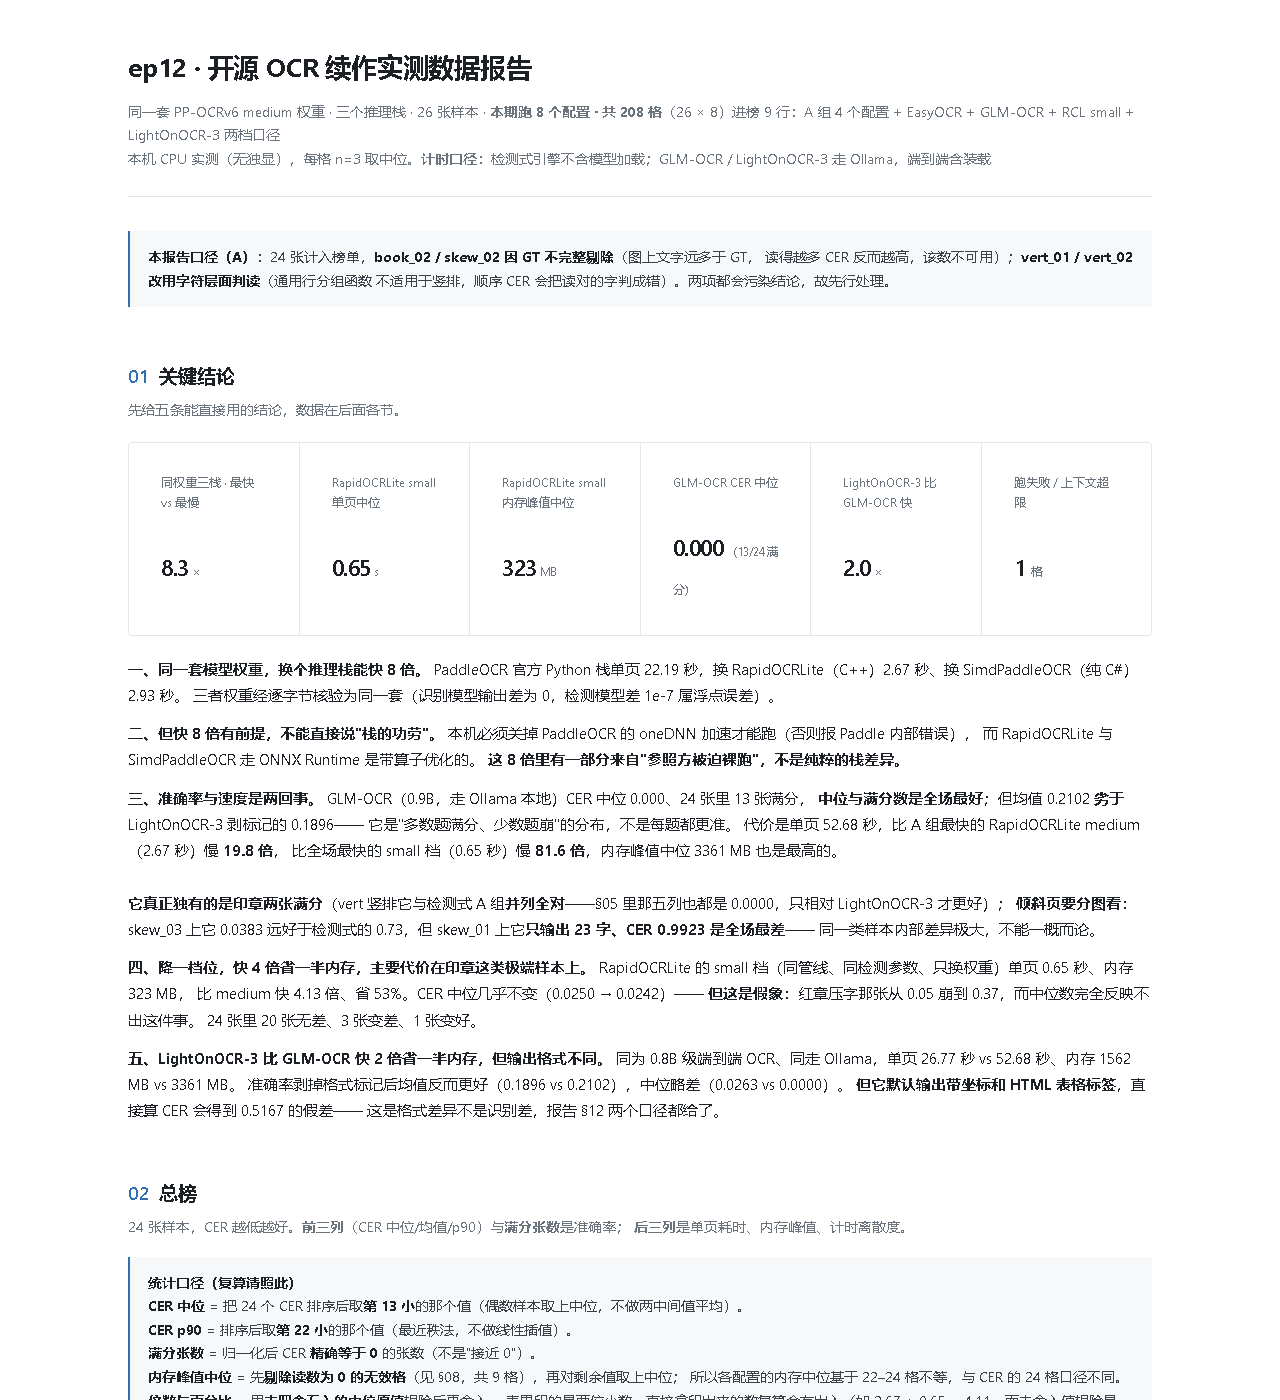 ep12 · 开源 OCR 续作实测数据报告
同一套 PP-OCRv6 medium 权重 · 三个推理栈 · 26 张样本 · 本期跑 8 个配置 · 共 208 格（26 × 8）进榜 9 行：A 组 4 个配置 + EasyOCR + GLM-OCR + RCL small +
LightOnOCR-3 两档口径
本机 CPU 实测（无独显），每格 n=3 取中位。计时口径：检测式引擎不含模型加载；GLM-OCR / LightOnOCR-3 走 Ollama，端到端含装载
本报告口径（A）：24 张计入榜单，book_02 / skew_02 因 GT 不完整剔除（图上文字远多于 GT， 读得越多 CER 反而越高，该数不可用）；vert_01 / vert_02
改用字符层面判读（通用行分组函数 不适用于竖排，顺序 CER 会把读对的字判成错）。两项都会污染结论，故先行处理。
01 关键结论
先给五条能直接用的结论，数据在后面各节。
同权重三栈 · 最快
vs 最慢
8.3 ×
RapidOCRLite small
单页中位
0.65 s
RapidOCRLite small
内存峰值中位
323 MB
GLM-OCR CER 中位
0.000 （13/24 满
分）
LightOnOCR-3 比
GLM-OCR 快
2.0 ×
跑失败 / 上下文超
限
1 格
一、同一套模型权重，换个推理栈能快 8 倍。 PaddleOCR 官方 Python 栈单页 22.19 秒，换 RapidOCRLite（C++）2.67 秒、换 SimdPaddleOCR（纯 C#）
2.93 秒。 三者权重经逐字节核验为同一套（识别模型输出差为 0，检测模型差 1e-7 属浮点误差）。
二、但快 8 倍有前提，不能直接说"栈的功劳"。 本机必须关掉 PaddleOCR 的 oneDNN 加速才能跑（否则报 Paddle 内部错误）， 而 RapidOCRLite 与
SimdPaddleOCR 走 ONNX Runtime 是带算子优化的。 这 8 倍里有一部分来自"参照方被迫裸跑"，不是纯粹的栈差异。
三、准确率与速度是两回事。 GLM-OCR（0.9B，走 Ollama 本地）CER 中位 0.000、24 张里 13 张满分， 中位与满分数是全场最好；但均值 0.2102 劣于
LightOnOCR-3 剥标记的 0.1896—— 它是"多数题满分、少数题崩"的分布，不是每题都更准。 代价是单页 52.68 秒，比 A 组最快的 RapidOCRLite medium
（2.67 秒）慢 19.8 倍， 比全场最快的 small 档（0.65 秒）慢 81.6 倍，内存峰值中位 3361 MB 也是最高的。
它真正独有的是印章两张满分（vert 竖排它与检测式 A 组并列全对——§05 里那五列也都是 0.0000，只相对 LightOnOCR-3 才更好）； 倾斜页要分图看：
skew_03 上它 0.0383 远好于检测式的 0.73，但 skew_01 上它只输出 23 字、CER 0.9923 是全场最差—— 同一类样本内部差异极大，不能一概而论。
四、降一档位，快 4 倍省一半内存，主要代价在印章这类极端样本上。 RapidOCRLite 的 small 档（同管线、同检测参数、只换权重）单页 0.65 秒、内存
323 MB， 比 medium 快 4.13 倍、省 53%。CER 中位几乎不变（0.0250 → 0.0242）—— 但这是假象：红章压字那张从 0.05 崩到 0.37，而中位数完全反映不
出这件事。 24 张里 20 张无差、3 张变差、1 张变好。
五、LightOnOCR-3 比 GLM-OCR 快 2 倍省一半内存，但输出格式不同。 同为 0.8B 级端到端 OCR、同走 Ollama，单页 26.77 秒 vs 52.68 秒、内存 1562
MB vs 3361 MB。 准确率剥掉格式标记后均值反而更好（0.1896 vs 0.2102），中位略差（0.0263 vs 0.0000）。 但它默认输出带坐标和 HTML 表格标签，直
接算 CER 会得到 0.5167 的假差—— 这是格式差异不是识别差，报告 §12 两个口径都给了。
02 总榜
24 张样本，CER 越低越好。前三列（CER 中位/均值/p90）与满分张数是准确率； 后三列是单页耗时、内存峰值、计时离散度。
统计口径（复算请照此）
CER 中位 = 把 24 个 CER 排序后取第 13 小的那个值（偶数样本取上中位，不做两中间值平均）。
CER p90 = 排序后取第 22 小的那个值（最近秩法，不做线性插值）。
满分张数 = 归一化后 CER 精确等于 0 的张数（不是"接近 0"）。
内存峰值中位 = 先剔除读数为 0 的无效格（见 §08，共 9 格），再对剩余值取上中位； 所以各配置的内存中位基于 22–24 格不等，与 CER 的 24 格口径不同。